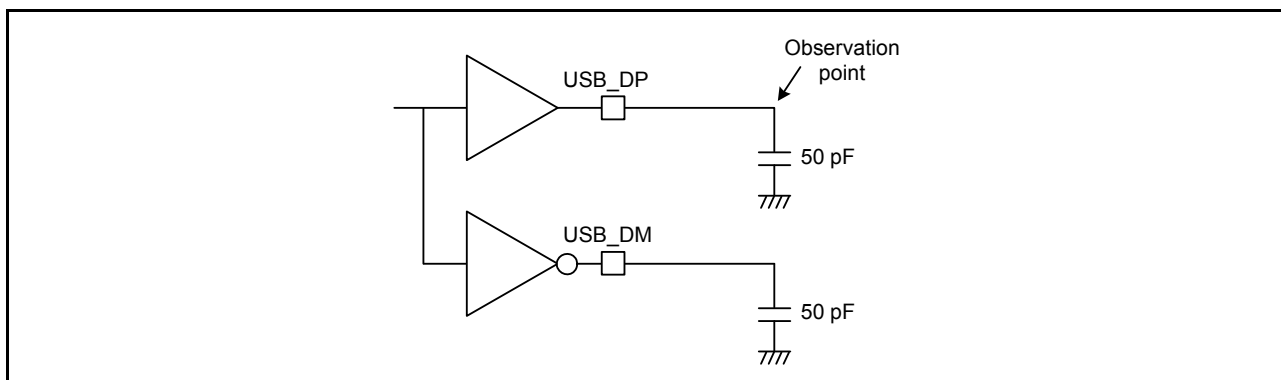 Observation
point
USB_DP
50 pF
USB_DM
50 pF